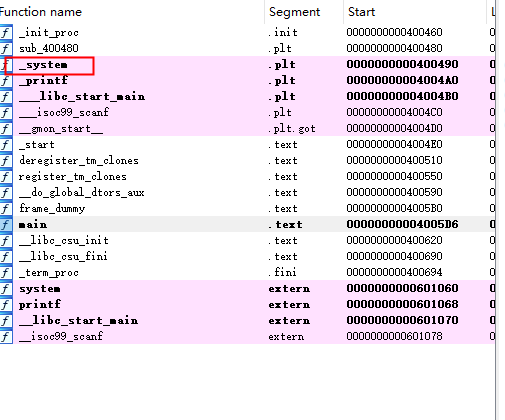 Function name Segment Start
f _init_proc .init 0000000000400460 0
f sub_400480 .plt 0000000000400480 0
f _system .plt 0000000000400490 0
f _printf .plt 00000000004004A0 0
f ___libc_start_main .plt 00000000004004B0 0
f ___isoc99_scanf .plt 00000000004004C0 0
f __gmon_start__ .plt.got 00000000004004D0 0
f _start .text 00000000004004E0 0
f deregister_tm_clones .text 0000000000400510 0
f register_tm_clones .text 0000000000400550 0
f __do_global_dtors_aux .text 0000000000400590 0
f frame_dummy .text 00000000004005B0 0
f main .text 00000000004005D6 0
f __libc_csu_init .text 0000000000400620 0
f __libc_csu_fini .text 0000000000400690 0
f _term_proc .fini 0000000000400694 0
f system extern 0000000000601060 0
f printf extern 0000000000601068 0
f __libc_start_main extern 0000000000601070 0
f __isoc99_scanf extern 0000000000601078 0